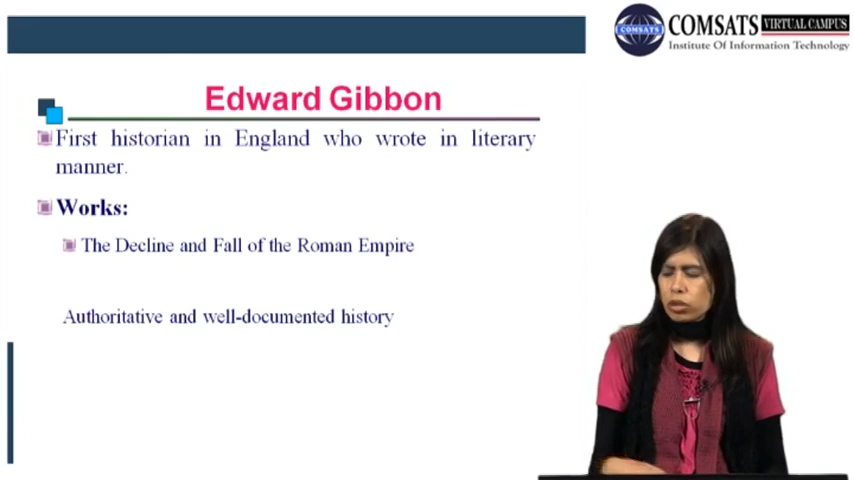 COMSATS
COMSATS VIRTUAL CAMPUS
Institute Of Information Technology
Edward Gibbon
First historian in England who wrote in literary
manner.
Works:
The Decline and Fall of the Roman Empire
Authoritative and well-documented history